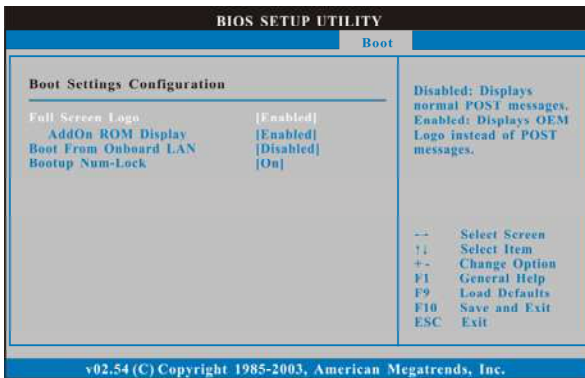 BIOS SETUP UTILITY
Boot
Boot Settings Configuration
Full Screen Logo [Enabled]
AddOn ROM Display [Enabled]
Boot From Onboard LAN [Disabled]
Bootup Num-Lock [On]
Disabled: Displays
normal POST messages.
Enabled: Displays OEM
Logo instead of POST
messages.
←→ Select Screen
↑↓ Select Item
+- Change Option
F1 General Help
F9 Load Defaults
F10 Save and Exit
ESC Exit
v02.54 (C) Copyright 1985-2003, American Megatrends, Inc.